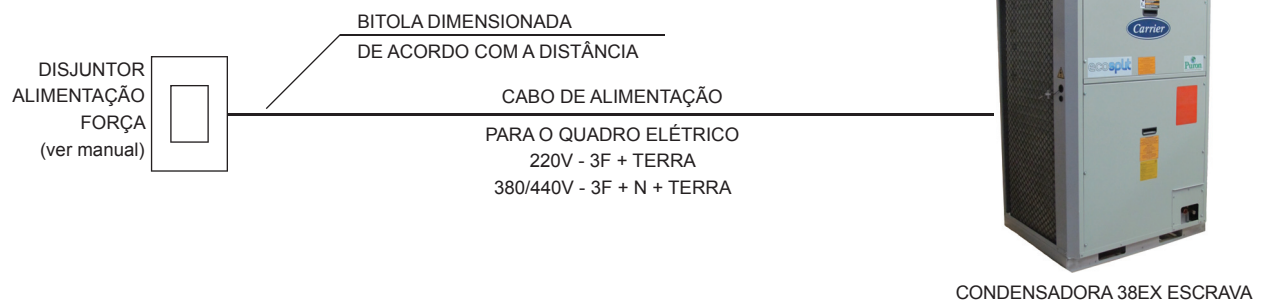 BITOLA DIMENSIONADA
DE ACORDO COM A DISTÂNCIA
DISJUNTOR
ALIMENTAÇÃO
FORÇA
(ver manual)
CABO DE ALIMENTAÇÃO
PARA O QUADRO ELÉTRICO
220V - 3F + TERRA
380/440V - 3F + N + TERRA
Carrier
ecosplit
Puron
CONDENSADORA 38EX ESCRAVA